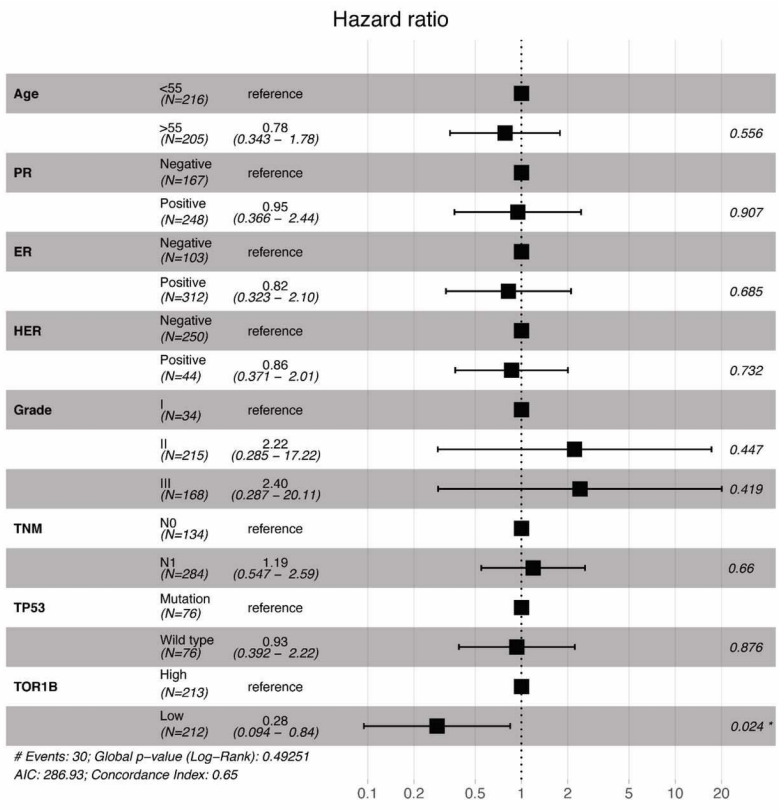 Hazard ratio
Age <55 reference
(N=216)
>55 0.78 0.556
(N=205) (0.343 – 1.78)
PR Negative reference
(N=167)
Positive 0.95 0.907
(N=248) (0.366 – 2.44)
ER Negative reference
(N=103)
Positive 0.82 0.685
(N=312) (0.323 – 2.10)
HER Negative reference
(N=250)
Positive 0.86 0.732
(N=44) (0.371 – 2.01)
Grade I reference
(N=34)
II 2.22 0.447
(N=215) (0.285 – 17.22)
III 2.40 0.419
(N=168) (0.287 – 20.11)
TNM N0 reference
(N=134)
N1 1.19 0.66
(N=284) (0.547 – 2.59)
TP53 Mutation reference
(N=76)
Wild type 0.93 0.876
(N=76) (0.392 – 2.22)
TOR1B High reference
(N=213)
Low 0.28 0.024 *
(N=212) (0.094 – 0.84)
# Events: 30; Global p−value (Log−Rank): 0.49251
AIC: 286.93; Concordance Index: 0.65
0.1 0.2 0.5 1 2 5 10 20